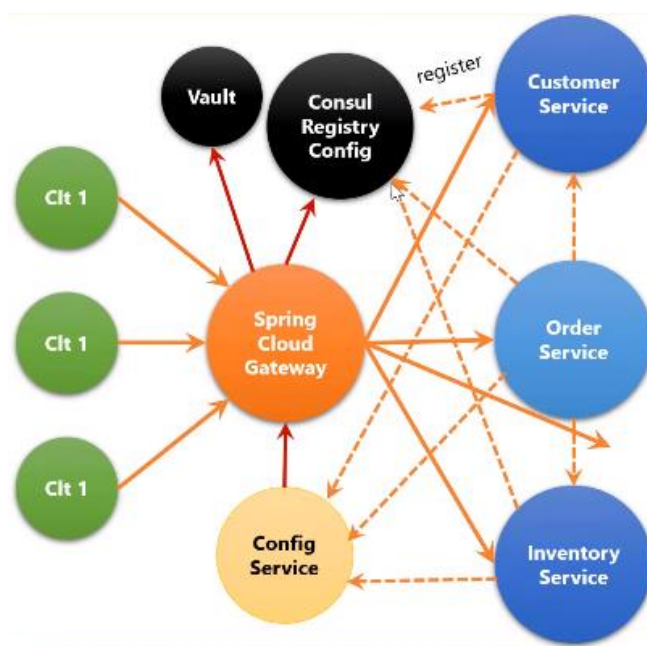 register
Customer
Service
Vault
Consul
Registry
Config
Clt 1
Spring
Cloud
Gateway
Clt 1
Order
Service
Clt 1
Config
Service
Inventory
Service